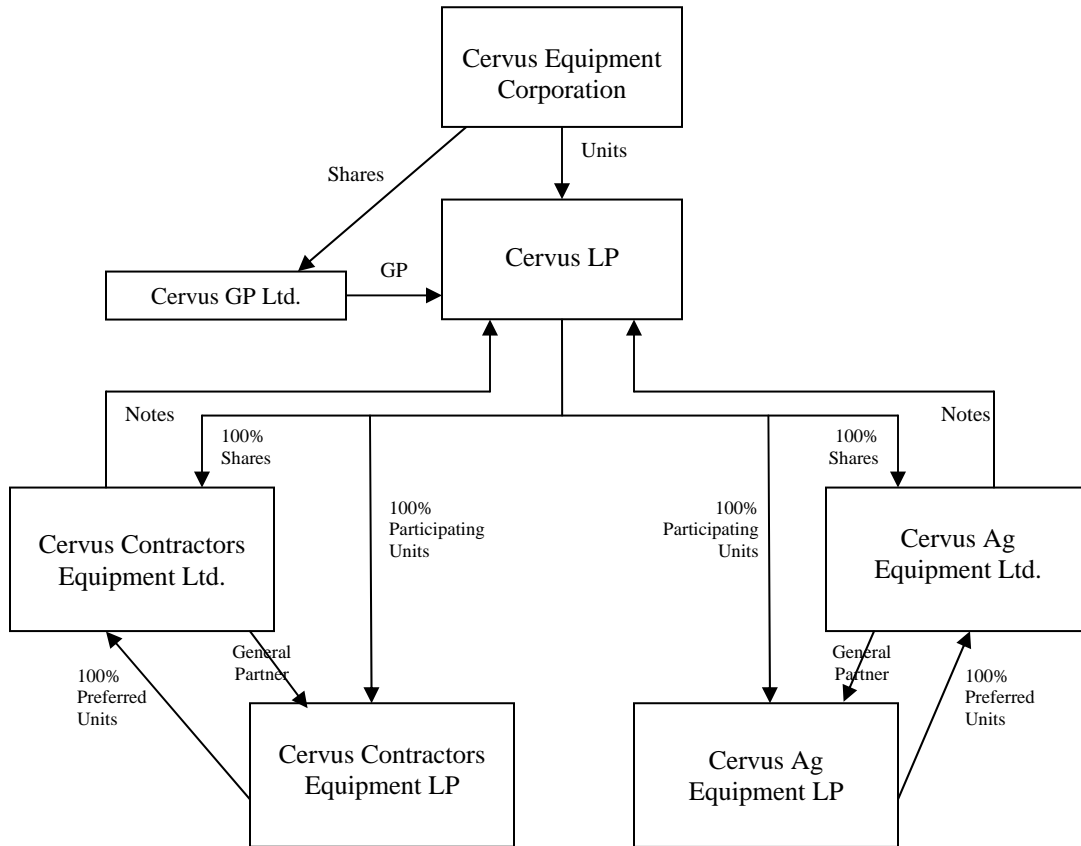 Cervus Equipment
Corporation
Units
Shares
Cervus LP
GP
Cervus GP Ltd.
Notes
Notes
100%
Shares
100%
Shares
100%
Participating
Units
100%
Participating
Units
Cervus Contractors
Equipment Ltd.
Cervus Ag
Equipment Ltd.
General
Partner
General
Partner
100%
Preferred
Units
100%
Preferred
Units
Cervus Contractors
Equipment LP
Cervus Ag
Equipment LP